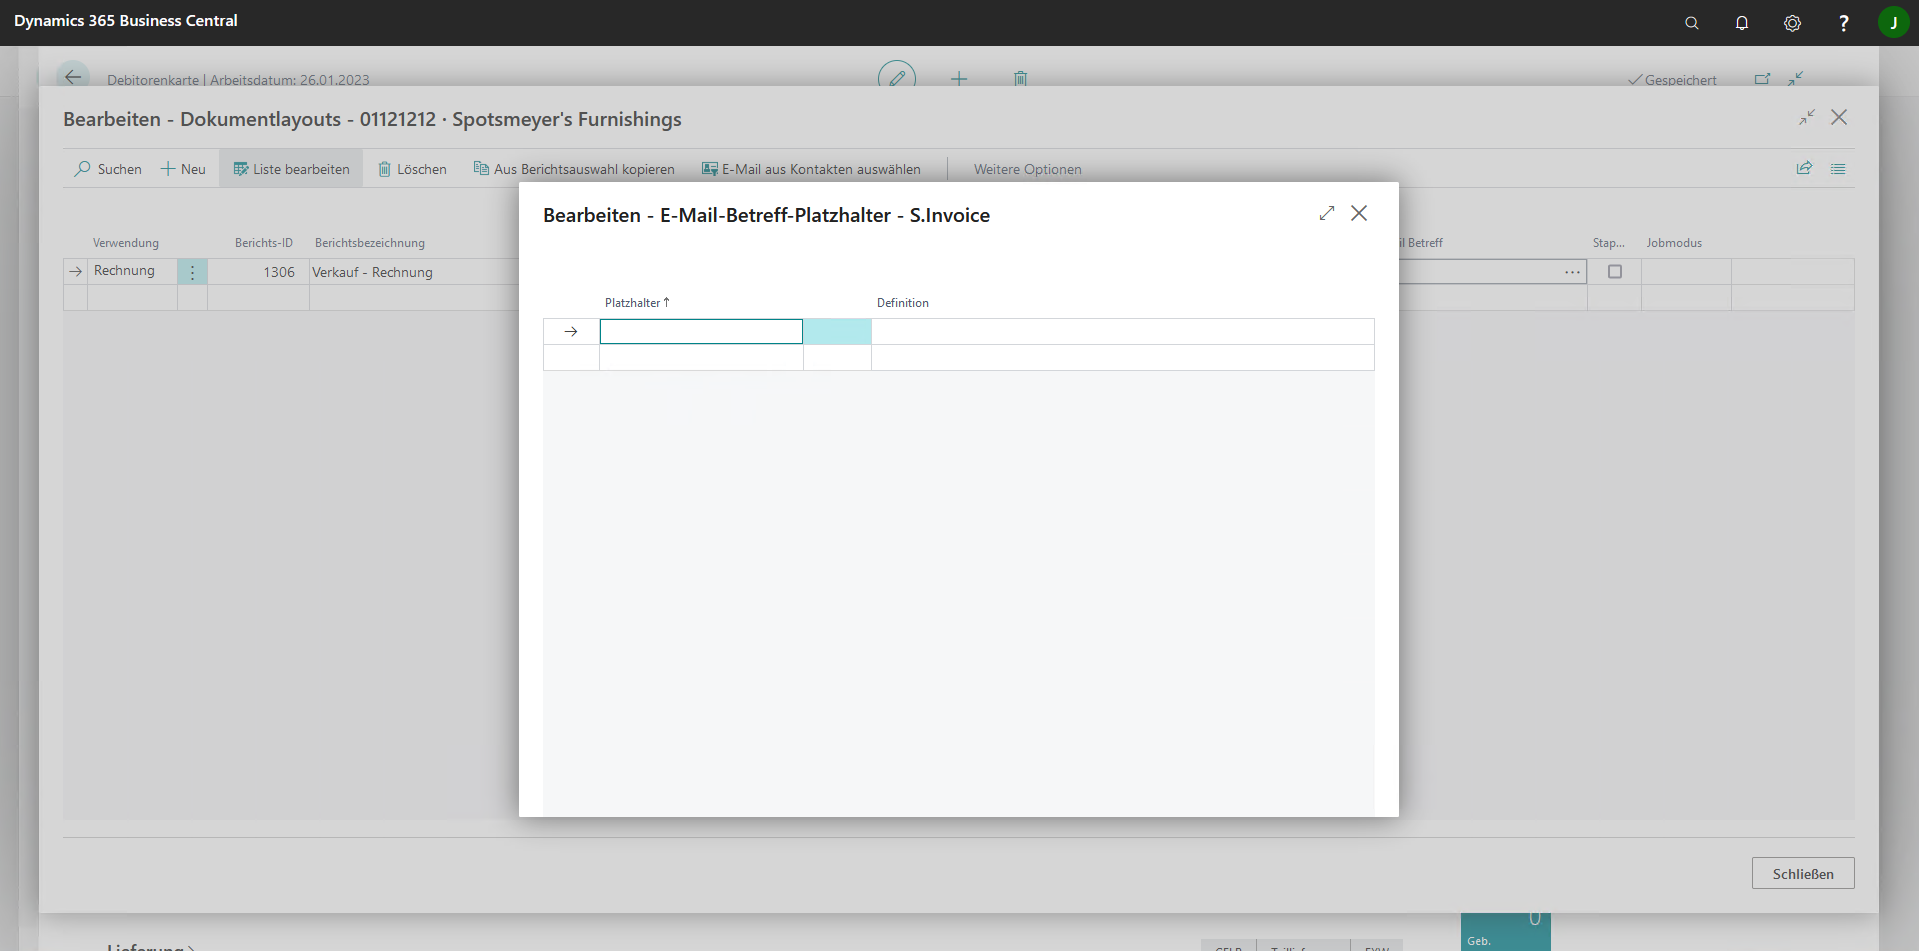 Dynamics 365 Business Central
J
Debitorenkarte | Arbeitsdatum: 26.01.2023
Gespeichert
Bearbeiten - Dokumentlayouts - 01121212 · Spotsmeyer's Furnishings
Suchen
Neu
Liste bearbeiten
Löschen
Aus Berichtsauswahl kopieren
E-Mail aus Kontakten auswählen
Weitere Optionen
Bearbeiten - E-Mail-Betreff-Platzhalter - S.Invoice
Verwendung
Berichts-ID
Berichtsbezeichnung
il Betreff
Stap...
Jobmodus
Rechnung
1306
Verkauf - Rechnung
Platzhalter
Definition
Schließen
0
Lieferung
Geb.